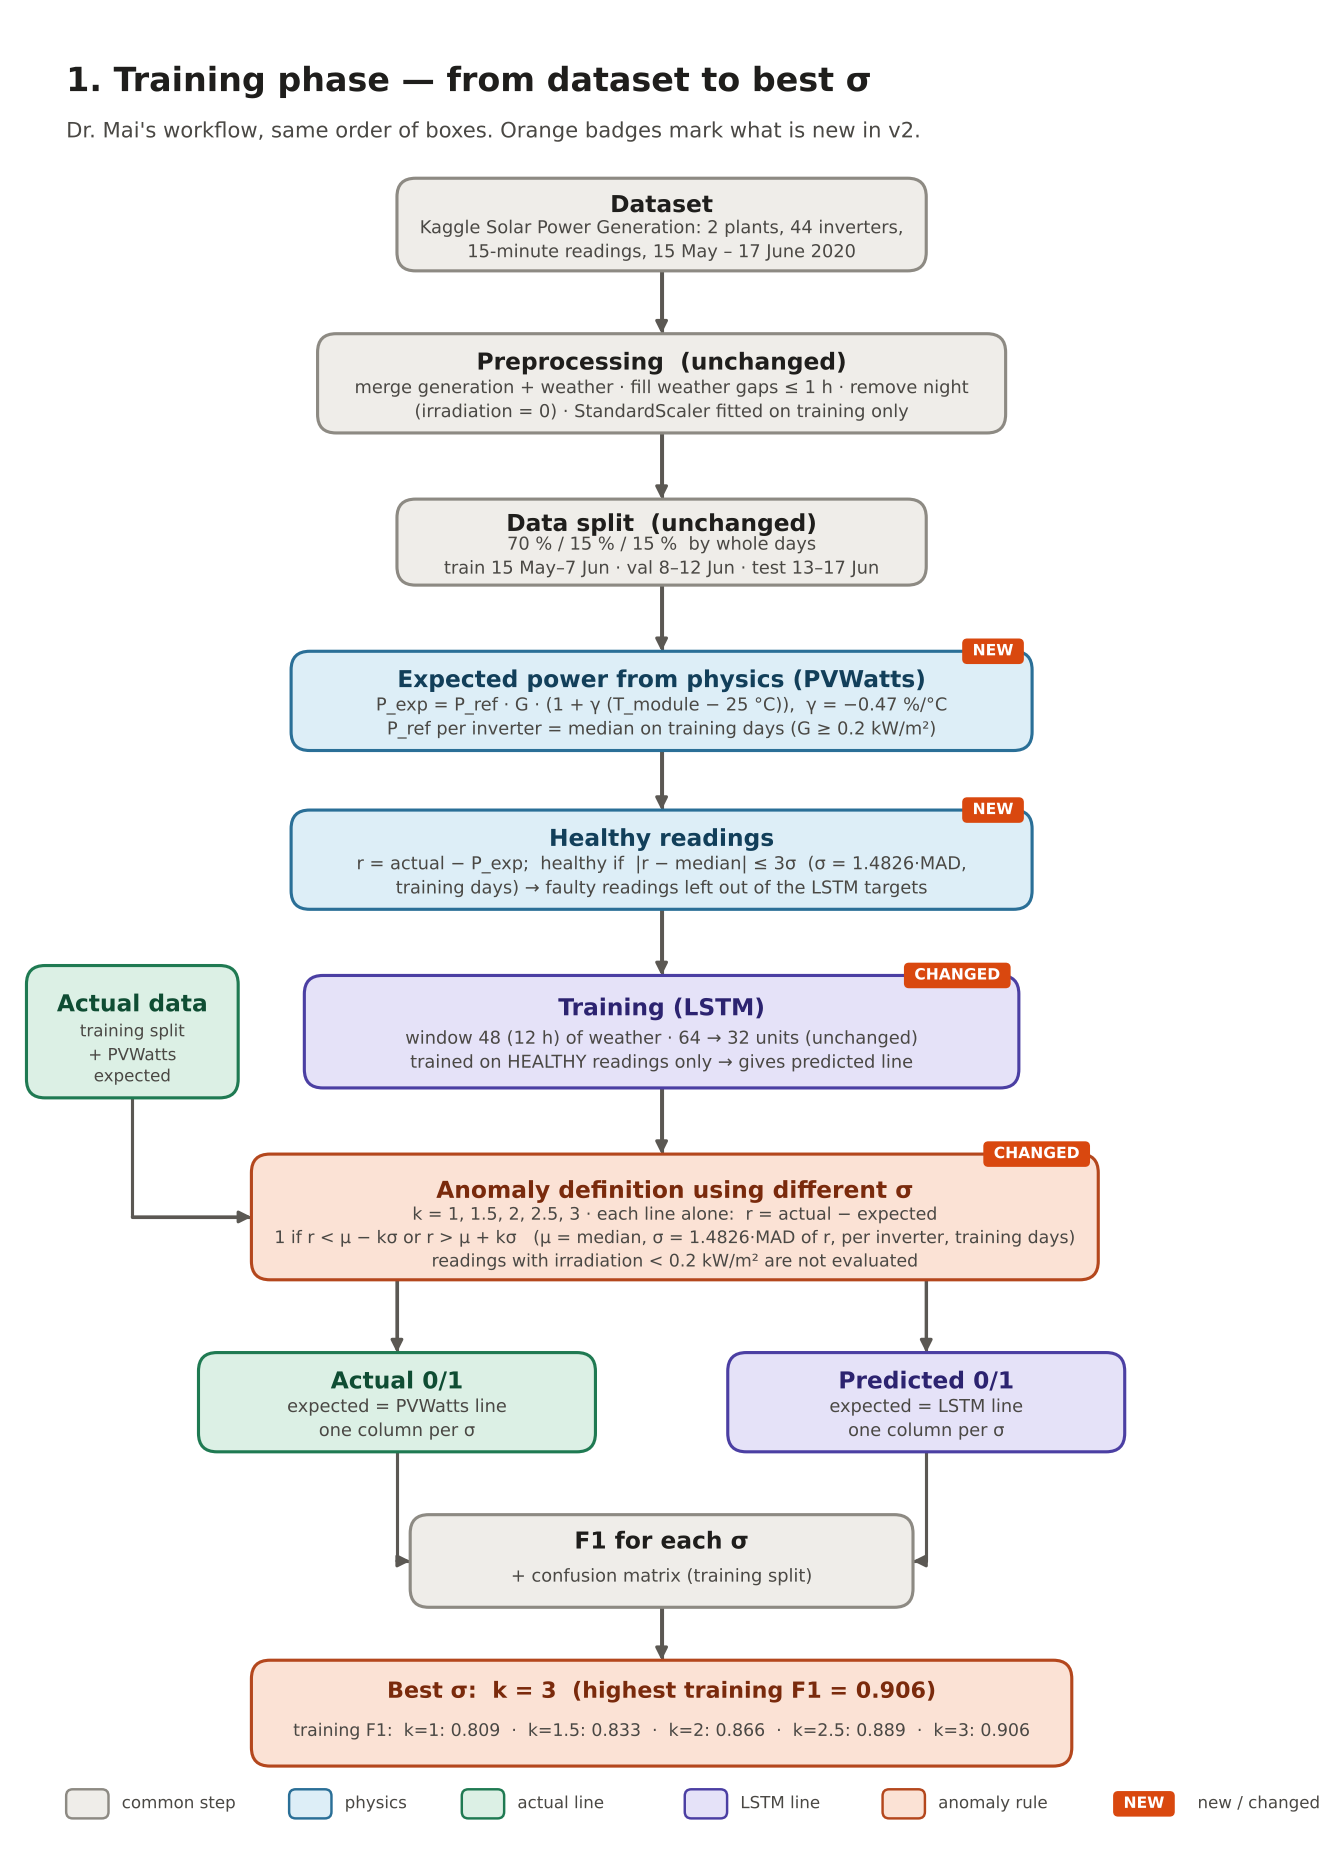 1. Training phase — from dataset to best σ
Dr. Mai's workflow, same order of boxes. Orange badges mark what is new in v2.
Dataset
Kaggle Solar Power Generation: 2 plants, 44 inverters,
15-minute readings, 15 May – 17 June 2020
Preprocessing  (unchanged)
merge generation + weather · fill weather gaps ≤ 1 h · remove night
(irradiation = 0) · StandardScaler fitted on training only
Data split  (unchanged)
70 % / 15 % / 15 %  by whole days
train 15 May–7 Jun · val 8–12 Jun · test 13–17 Jun
NEW
Expected power from physics (PVWatts)
P_exp = P_ref · G · (1 + γ (T_module − 25 °C)),  γ = −0.47 %/°C
P_ref per inverter = median on training days (G ≥ 0.2 kW/m²)
NEW
Healthy readings
r = actual − P_exp;  healthy if  |r − median| ≤ 3σ  (σ = 1.4826·MAD,
training days) → faulty readings left out of the LSTM targets
Actual data
training split
+ PVWatts
expected
CHANGED
Training (LSTM)
window 48 (12 h) of weather · 64 → 32 units (unchanged)
trained on HEALTHY readings only → gives predicted line
CHANGED
Anomaly definition using different σ
k = 1, 1.5, 2, 2.5, 3 · each line alone:  r = actual − expected
1 if r < μ − kσ or r > μ + kσ   (μ = median, σ = 1.4826·MAD of r, per inverter, training days)
readings with irradiation < 0.2 kW/m² are not evaluated
Actual 0/1
expected = PVWatts line
one column per σ
Predicted 0/1
expected = LSTM line
one column per σ
F1 for each σ
+ confusion matrix (training split)
Best σ:  k = 3  (highest training F1 = 0.906)
training F1:  k=1: 0.809  ·  k=1.5: 0.833  ·  k=2: 0.866  ·  k=2.5: 0.889  ·  k=3: 0.906
common step
physics
actual line
LSTM line
anomaly rule
NEW
new / changed